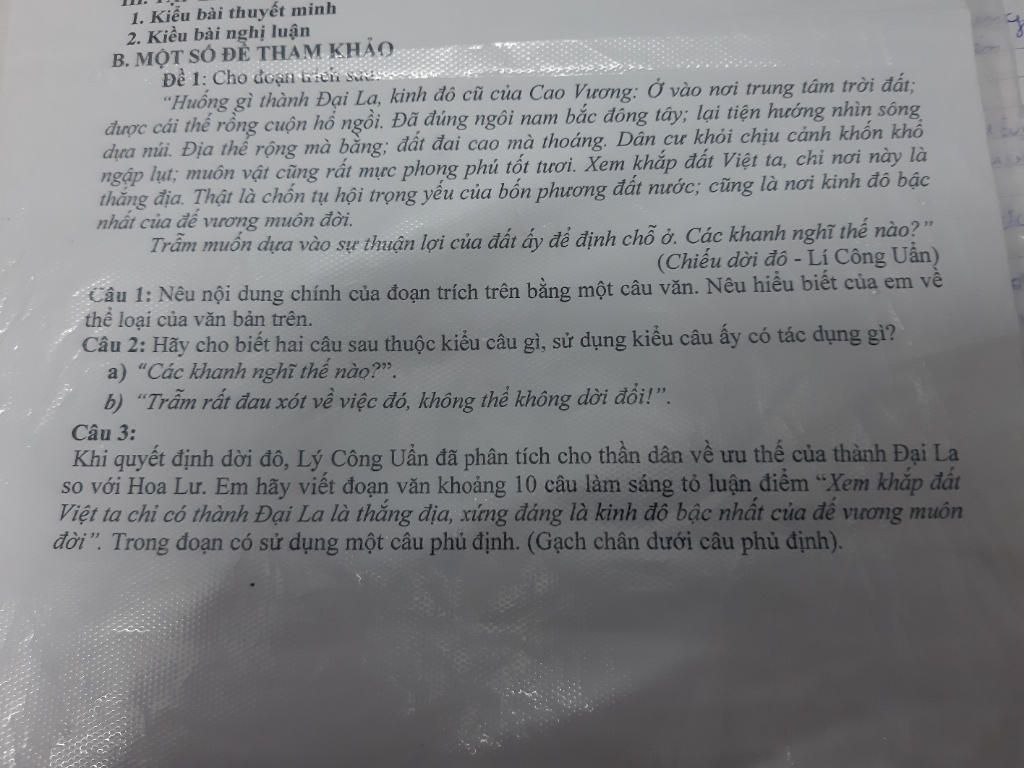 1. Kiểu bài thuyết minh
2. Kiểu bài nghị luận
B. MỘT SỐ ĐỀ THAM KHẢO
Đề 1: Cho đoạn trích sau:
“Huống gì thành Đại La, kinh đô cũ của Cao Vương: Ở vào nơi trung tâm trời đất;
được cái thế rồng cuộn hổ ngồi. Đã đúng ngôi nam bắc đông tây; lại tiện hướng nhìn sông
dựa núi. Địa thế rộng mà bằng; đất đai cao mà thoáng. Dân cư khỏi chịu cảnh khốn khổ
ngập lụt; muôn vật cũng rất mực phong phú tốt tươi. Xem khắp đất Việt ta, chỉ nơi này là
thắng địa. Thật là chốn tụ hội trọng yếu của bốn phương đất nước; cũng là nơi kinh đô bậc
nhất của đế vương muôn đời.
Trẫm muốn dựa vào sự thuận lợi của đất ấy để định chỗ ở. Các khanh nghĩ thế nào?”
(Chiếu dời đô - Lí Công Uẩn)
Câu 1: Nêu nội dung chính của đoạn trích trên bằng một câu văn. Nêu hiểu biết của em về
thể loại của văn bản trên.
Câu 2: Hãy cho biết hai câu sau thuộc kiểu câu gì, sử dụng kiểu câu ấy có tác dụng gì?
a) “Các khanh nghĩ thế nào?”.
b) “Trẫm rất đau xót về việc đó, không thể không dời đổi!”.
Câu 3:
Khi quyết định dời đô, Lý Công Uẩn đã phân tích cho thần dân về ưu thế của thành Đại La
so với Hoa Lư. Em hãy viết đoạn văn khoảng 10 câu làm sáng tỏ luận điểm “Xem khắp đất
Việt ta chỉ có thành Đại La là thắng địa, xứng đáng là kinh đô bậc nhất của đế vương muôn
đời”. Trong đoạn có sử dụng một câu phủ định. (Gạch chân dưới câu phủ định).